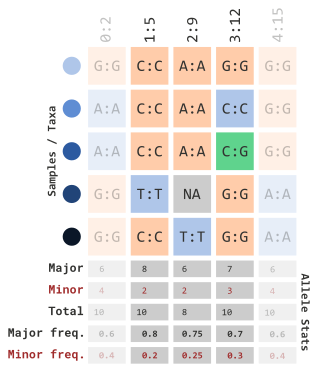 0:2 1:5 2:9 3:12 4:15
Samples / Taxa
G:G C:C A:A G:G G:G
A:A C:C A:A C:C G:G
A:A C:C A:A C:G G:G
G:G T:T NA G:G A:A
G:G C:C T:T G:G A:A
Major 6 8 6 7 6
Minor 4 2 2 3 4
Total 10 10 8 10 10
Major freq. 0.6 0.8 0.75 0.7 0.6
Minor freq. 0.4 0.2 0.25 0.3 0.4
Allele Stats